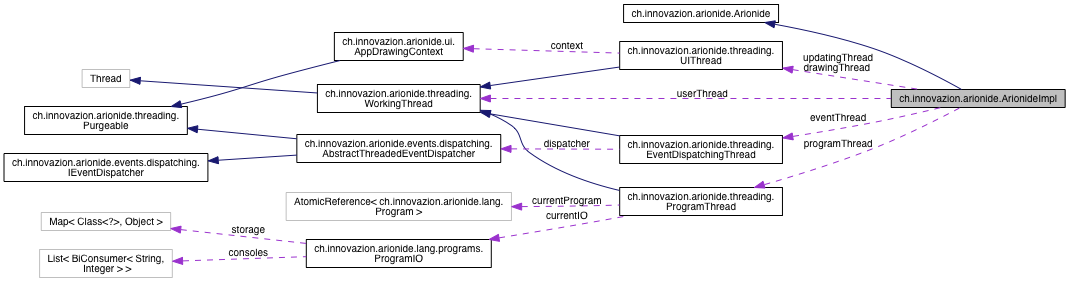 ch.innovazion.arionide.Arionide
ch.innovazion.arionide.ui.
AppDrawingContext
context
ch.innovazion.arionide.threading.
UIThread
updatingThread
drawingThread
Thread
ch.innovazion.arionide.threading.
WorkingThread
userThread
ch.innovazion.arionide.ArionideImpl
ch.innovazion.arionide.threading.
Purgeable
eventThread
ch.innovazion.arionide.events.dispatching.
AbstractThreadedEventDispatcher
dispatcher
ch.innovazion.arionide.threading.
EventDispatchingThread
programThread
ch.innovazion.arionide.events.dispatching.
IEventDispatcher
AtomicReference< ch.innovazion.arionide.lang.
Program >
currentProgram
currentIO
ch.innovazion.arionide.threading.
ProgramThread
Map< Class<?>, Object >
storage
ch.innovazion.arionide.lang.programs.
ProgramIO
consoles
List< BiConsumer< String,
Integer > >